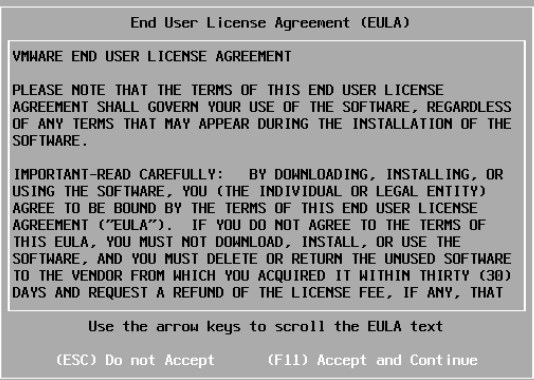 End User License Agreement (EULA)
VMWARE END USER LICENSE AGREEMENT
PLEASE NOTE THAT THE TERMS OF THIS END USER LICENSE
AGREEMENT SHALL GOVERN YOUR USE OF THE SOFTWARE, REGARDLESS
OF ANY TERMS THAT MAY APPEAR DURING THE INSTALLATION OF THE
SOFTWARE.
IMPORTANT-READ CAREFULLY:   BY DOWNLOADING, INSTALLING, OR
USING THE SOFTWARE, YOU (THE INDIVIDUAL OR LEGAL ENTITY)
AGREE TO BE BOUND BY THE TERMS OF THIS END USER LICENSE
AGREEMENT ("EULA").  IF YOU DO NOT AGREE TO THE TERMS OF
THIS EULA, YOU MUST NOT DOWNLOAD, INSTALL, OR USE THE
SOFTWARE, AND YOU MUST DELETE OR RETURN THE UNUSED SOFTWARE
TO THE VENDOR FROM WHICH YOU ACQUIRED IT WITHIN THIRTY (30)
DAYS AND REQUEST A REFUND OF THE LICENSE FEE, IF ANY, THAT
Use the arrow keys to scroll the EULA text
(ESC) Do not Accept      (F11) Accept and Continue